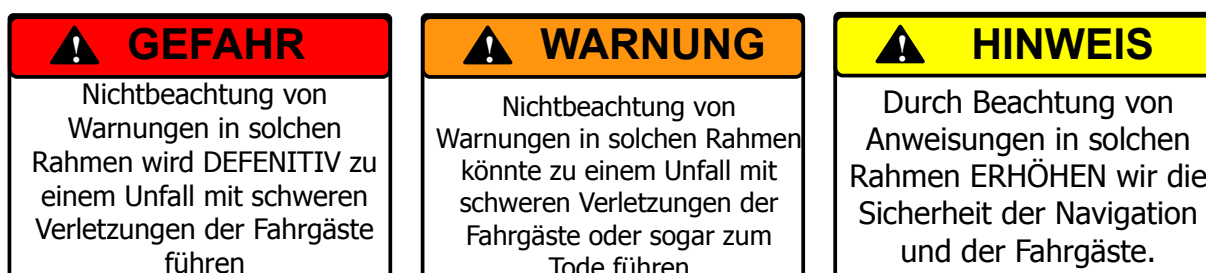 GEFAHR
Nichtbeachtung von
Warnungen in solchen
Rahmen wird DEFENITIV zu
einem Unfall mit schweren
Verletzungen der Fahrgäste
führen
WARNUNG
Nichtbeachtung von
Warnungen in solchen Rahmen
könnte zu einem Unfall mit
schweren Verletzungen der
Fahrgäste oder sogar zum
Tode führen
HINWEIS
Durch Beachtung von
Anweisungen in solchen
Rahmen ERHÖHEN wir die
Sicherheit der Navigation
und der Fahrgäste.